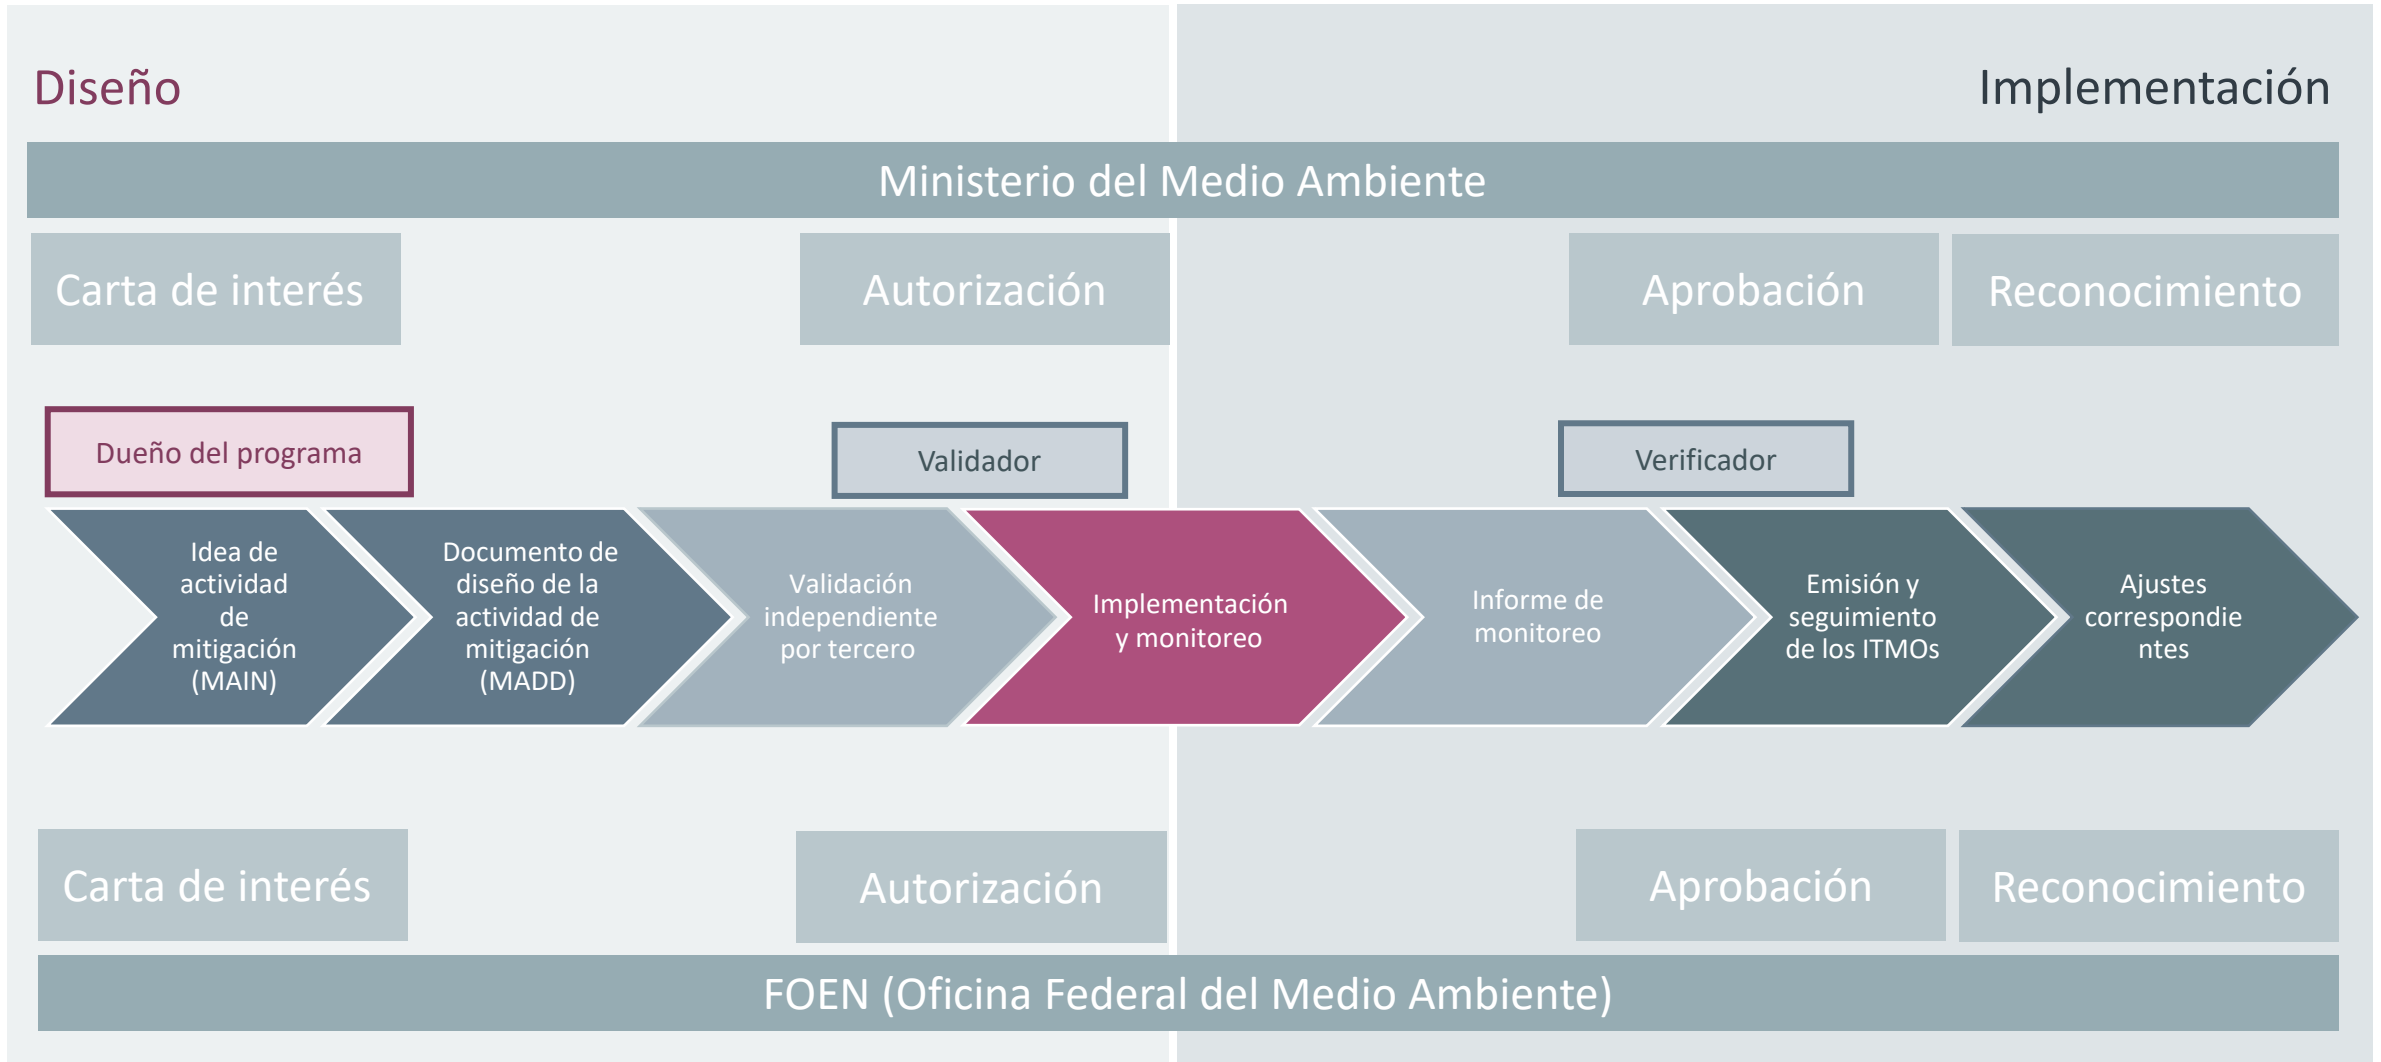 Diseño
Implementación
Ministerio del Medio Ambiente
Carta de interés
Autorización
Aprobación
Reconocimiento
Dueño del programa
Validador
Verificador
Idea de
actividad
de
mitigación
(MAIN)
Documento de
diseño de la
actividad de
mitigación
(MADD)
Validación
independiente
por tercero
Implementación
y monitoreo
Informe de
monitoreo
Emisión y
seguimiento
de los ITMOs
Ajustes
correspondie
ntes
Carta de interés
Autorización
Aprobación
Reconocimiento
FOEN (Oficina Federal del Medio Ambiente)